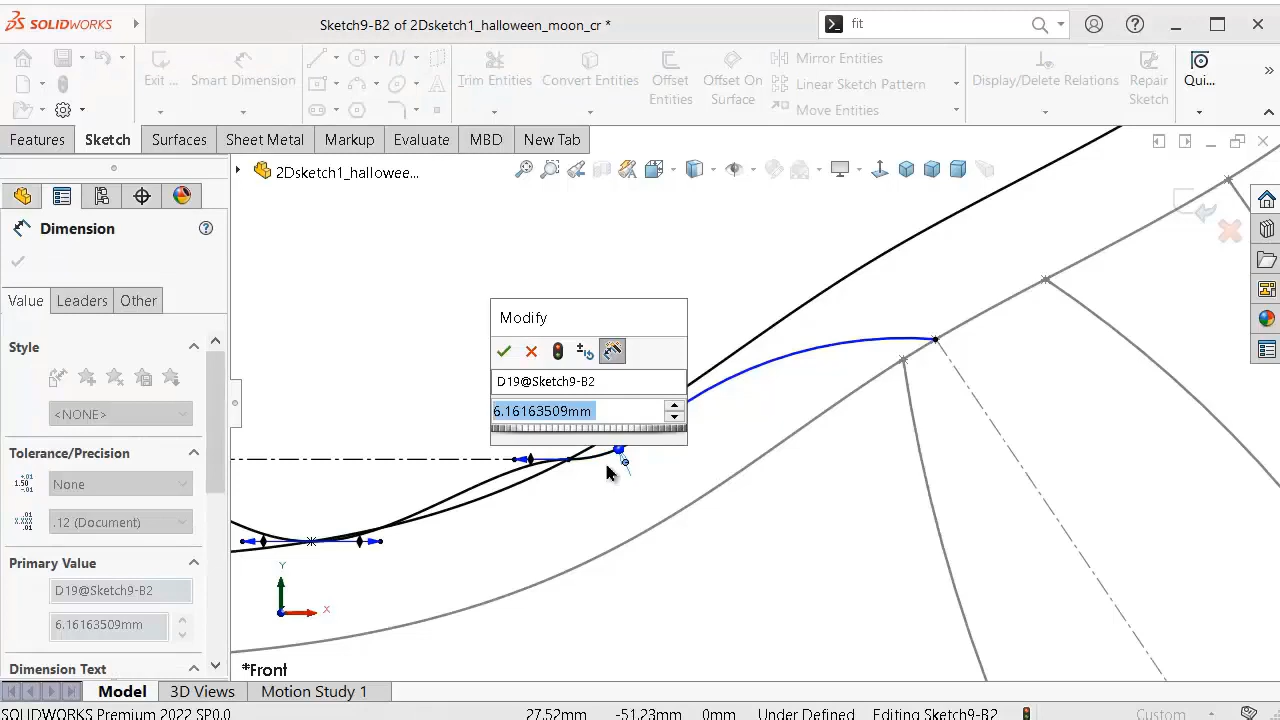 SOLIDWORKS
Sketch9-B2 of 2Dsketch1_halloween_moon_cr *
fit
Exit ...
Smart Dimension
Trim Entities
Convert Entities
Offset Entities
Offset On Surface
Mirror Entities
Linear Sketch Pattern
Move Entities
Display/Delete Relations
Repair Sketch
Qui...
Features
Sketch
Surfaces
Sheet Metal
Markup
Evaluate
MBD
New Tab
2Dsketch1_hallowee...
Dimension
Value
Leaders
Other
Style
<NONE>
Tolerance/Precision
None
.12 (Document)
Primary Value
D19@Sketch9-B2
6.16163509mm
Dimension Text
Modify
D19@Sketch9-B2
6.16163509mm
Y
X
*Front
Model
3D Views
Motion Study 1
SOLIDWORKS Premium 2022 SP0.0
27.52mm
-51.23mm
0mm
Under Defined
Editing Sketch9-B2
Custom